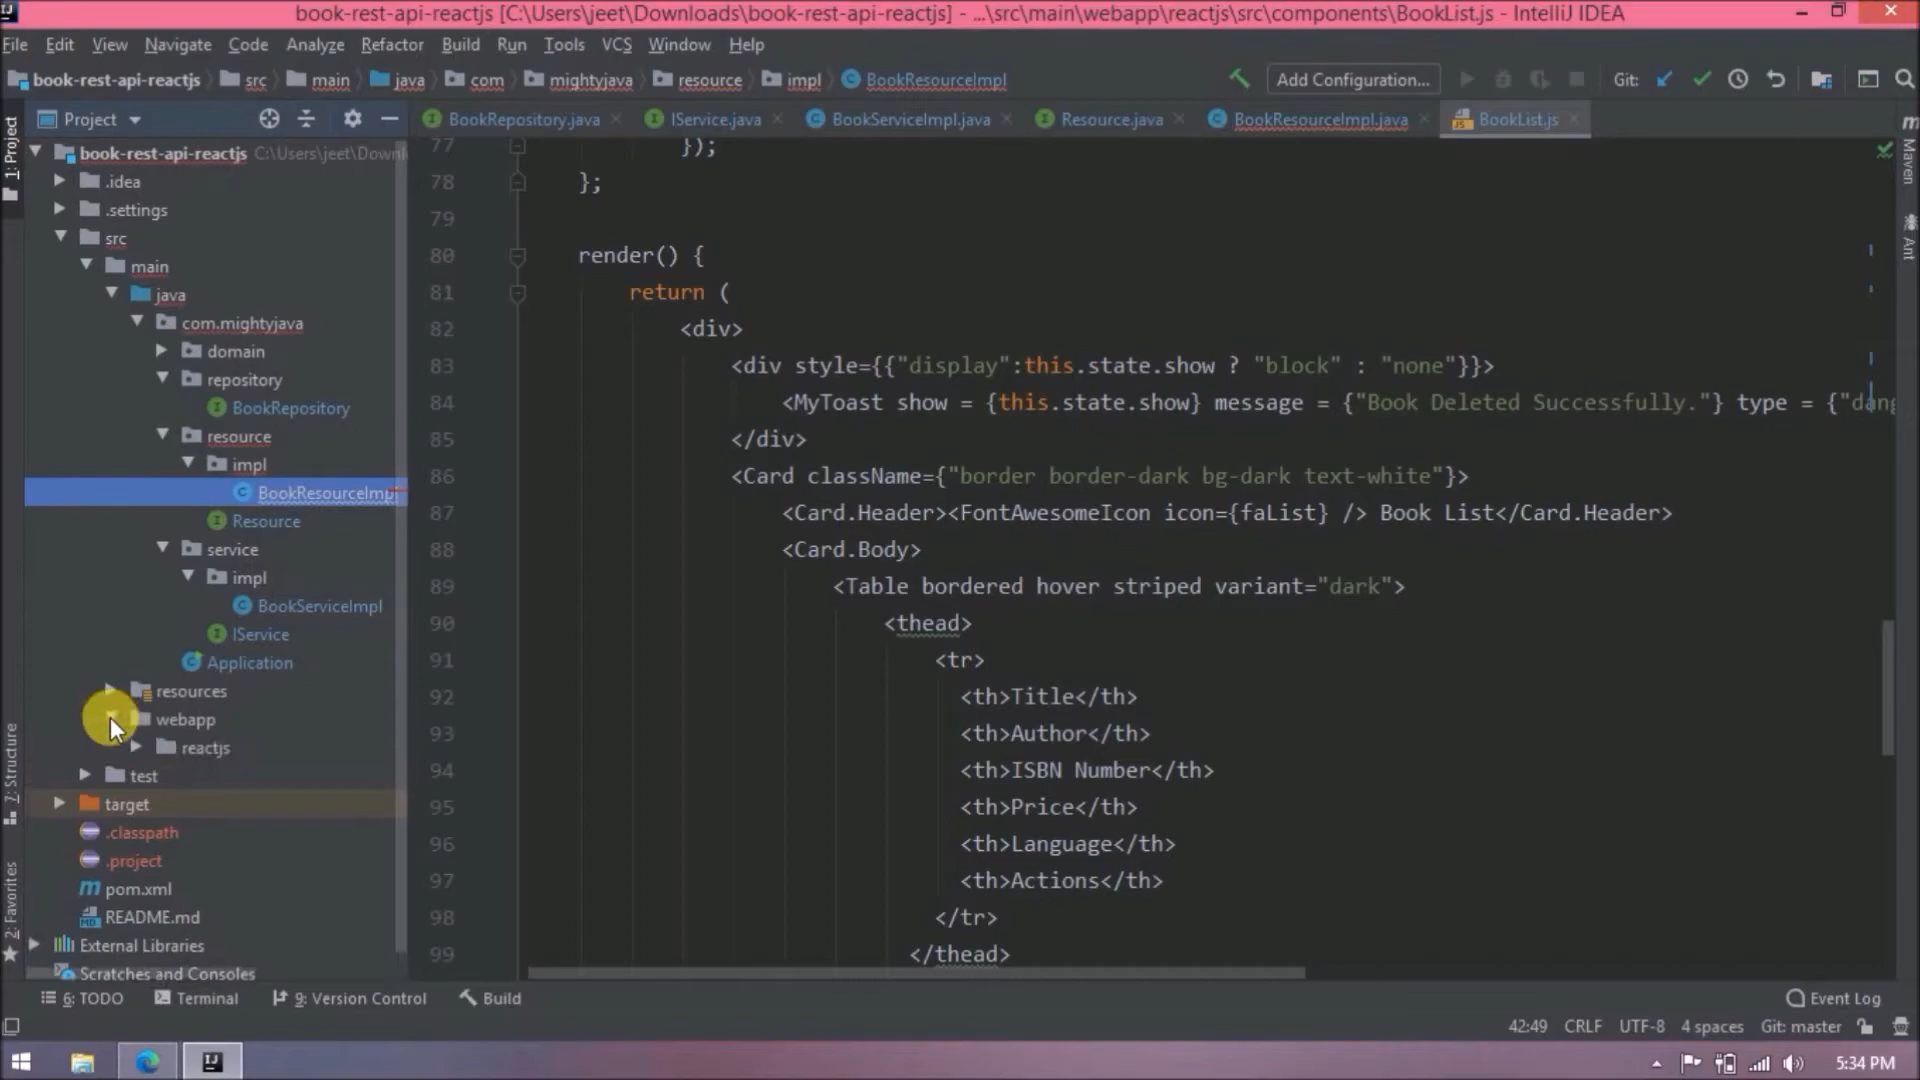 book-rest-api-reactjs [C:\Users\jeet\Downloads\book-rest-api-reactjs] - ...\src\main\webapp\reactjs\src\components\BookList.js - IntelliJ IDEA
File Edit View Navigate Code Analyze Refactor Build Run Tools VCS Window Help
book-rest-api-reactjs src main java com mightyjava resource impl BookResourceImpl Add Configuration... Git:
Project BookRepository.java IService.java BookServiceImpl.java Resource.java BookResourceImpl.java BookList.js
1: Project
7: Structure
2: Favorites
book-rest-api-reactjs C:\Users\jeet\Downl
.idea
.settings
src
main
java
com.mightyjava
domain
repository
BookRepository
resource
impl
BookResourceImpl
Resource
service
impl
BookServiceImpl
IService
Application
resources
webapp
reactjs
test
target
.classpath
.project
pom.xml
README.md
External Libraries
Scratches and Consoles
77 });
78 };
79
80 render() {
81 return (
82 <div>
83 <div style={{"display":this.state.show ? "block" : "none"}}>
84 <MyToast show = {this.state.show} message = {"Book Deleted Successfully."} type = {"dang
85 </div>
86 <Card className={"border border-dark bg-dark text-white"}>
87 <Card.Header><FontAwesomeIcon icon={faList} /> Book List</Card.Header>
88 <Card.Body>
89 <Table bordered hover striped variant="dark">
90 <thead>
91 <tr>
92 <th>Title</th>
93 <th>Author</th>
94 <th>ISBN Number</th>
95 <th>Price</th>
96 <th>Language</th>
97 <th>Actions</th>
98 </tr>
99 </thead>
Maven
Ant
6: TODO Terminal 9: Version Control Build Event Log
42:49 CRLF UTF-8 4 spaces Git: master
5:34 PM